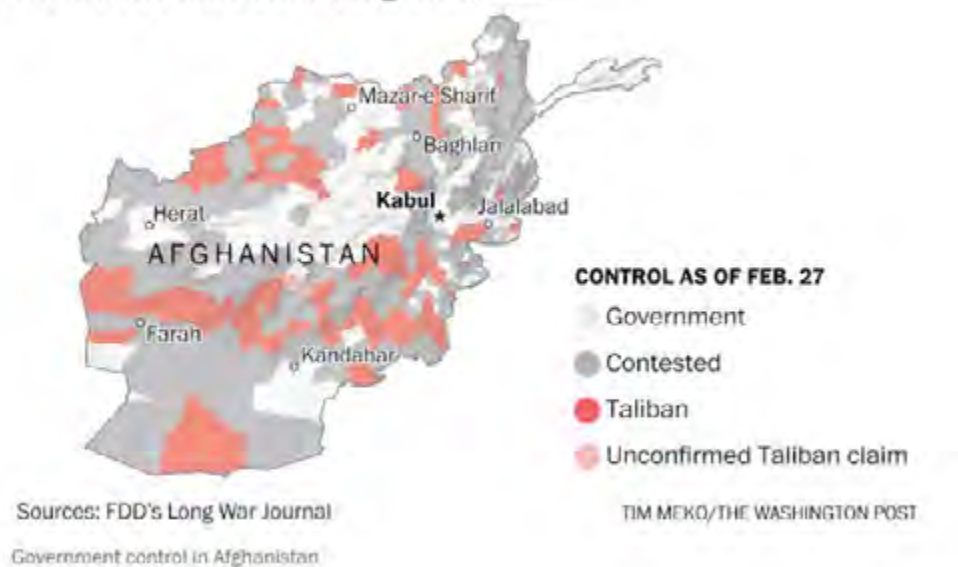 Mazar-e Sharif
Baghlan
Kabul
Jalalabad
Herat
AFGHANISTAN
CONTROL AS OF FEB. 27
Government
Farah
Contested
Kandahar
Taliban
Unconfirmed Taliban claim
Sources: FDD's Long War Journal
TIM MEKO/THE WASHINGTON POST
Government control in Afghanistan